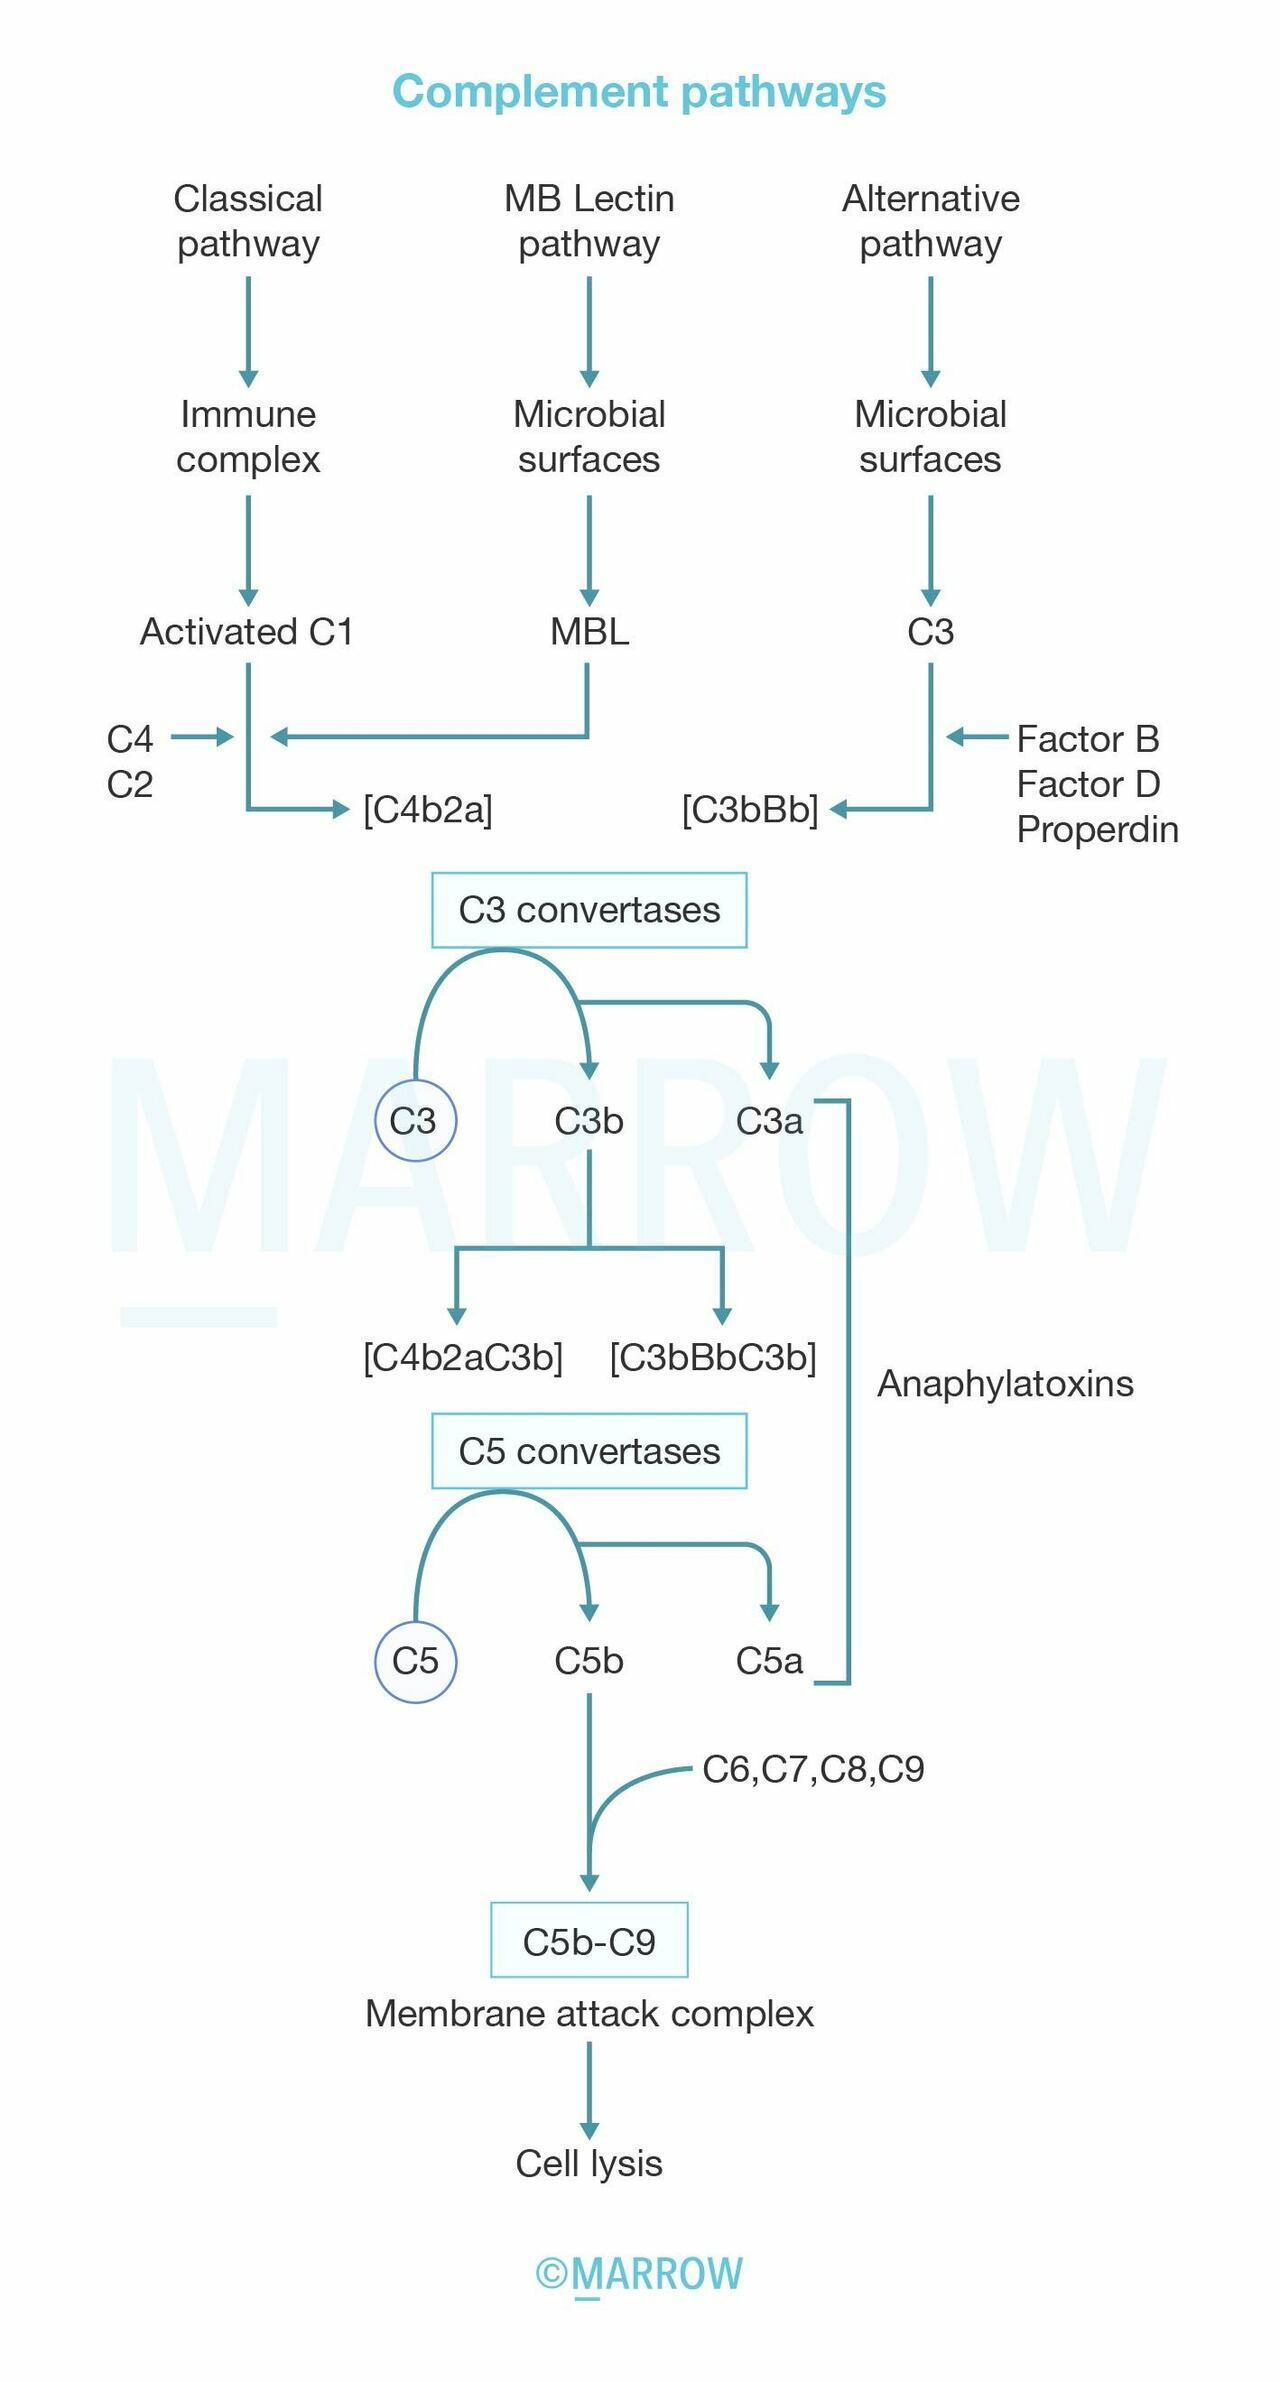 Complement pathways
Classical
pathway
MB Lectin
pathway
Alternative
pathway
Immune
complex
Microbial
surfaces
Microbial
surfaces
Activated C1
MBL
C3
C4
C2
Factor B
Factor D
Properdin
[C4b2a]
[C3bBb]
C3 convertases
C3
C3b
C3a
MARROW
[C4b2aC3b]
[C3bBbC3b]
Anaphylatoxins
C5 convertases
C5
C5b
C5a
C6,C7,C8,C9
C5b-C9
Membrane attack complex
Cell lysis
©MARROW